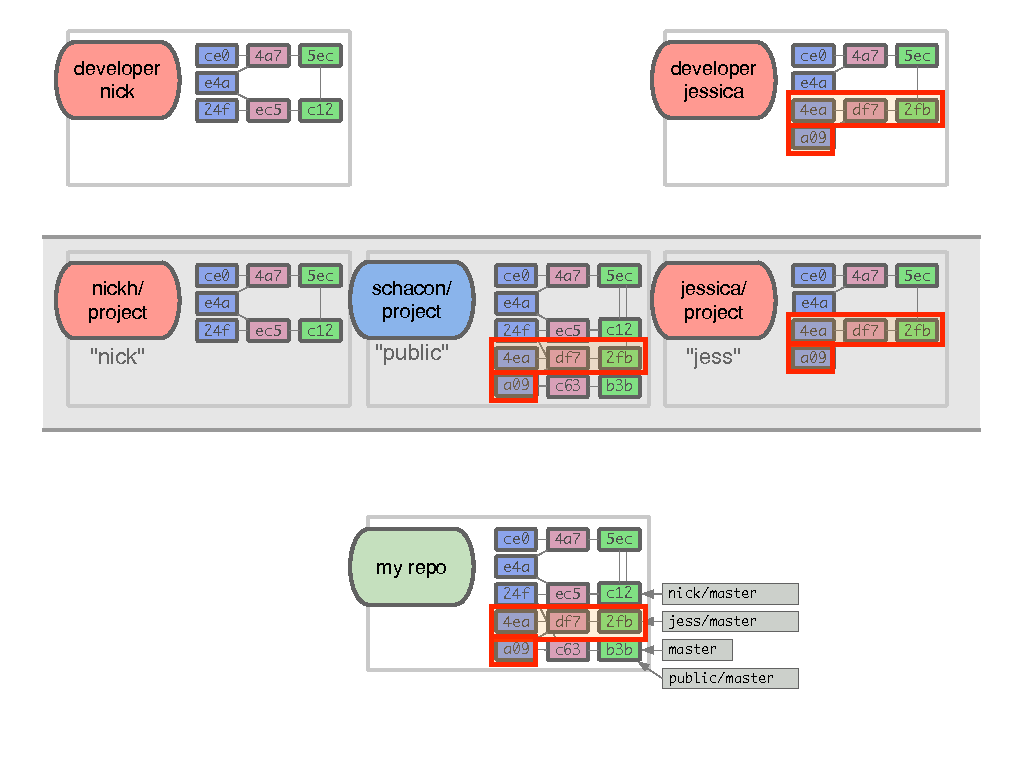 developer
nick
ce0 4a7 5ec
e4a
24f ec5 c12
developer
jessica
ce0 4a7 5ec
e4a
4ea df7 2fb
a09
nickh/
project
"nick"
ce0 4a7 5ec
e4a
24f ec5 c12
schacon/
project
"public"
ce0 4a7 5ec
e4a
24f ec5 c12
4ea df7 2fb
a09 c63 b3b
jessica/
project
"jess"
ce0 4a7 5ec
e4a
4ea df7 2fb
a09
my repo
ce0 4a7 5ec
e4a
24f ec5 c12
4ea df7 2fb
a09 c63 b3b
nick/master
jess/master
master
public/master